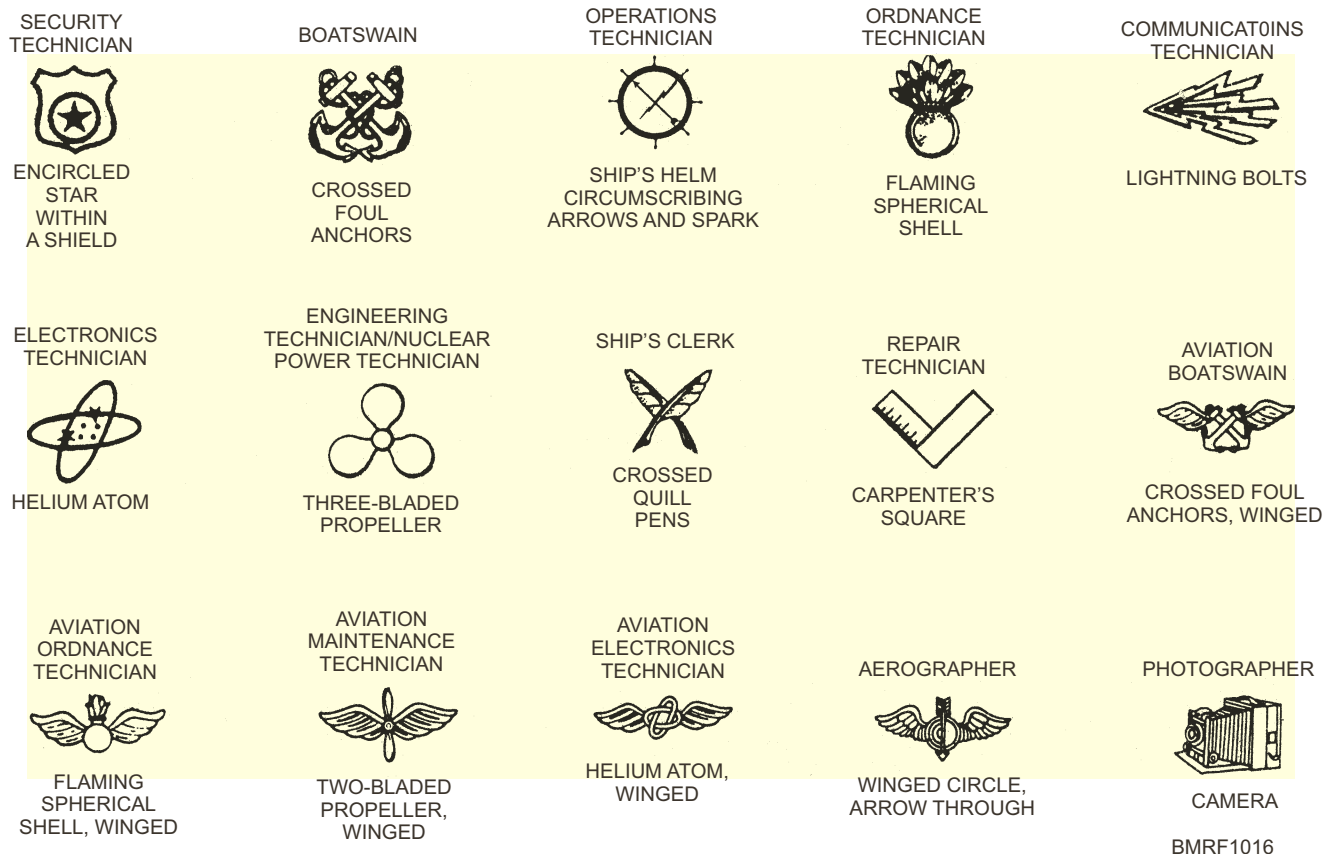 SECURITY
TECHNICIAN
ENCIRCLED
STAR
WITHIN
A SHIELD
BOATSWAIN
CROSSED
FOUL
ANCHORS
OPERATIONS
TECHNICIAN
SHIP'S HELM
CIRCUMSCRIBING
ARROWS AND SPARK
ORDNANCE
TECHNICIAN
FLAMING
SPHERICAL
SHELL
COMMUNICAT0INS
TECHNICIAN
LIGHTNING BOLTS
ELECTRONICS
TECHNICIAN
HELIUM ATOM
ENGINEERING
TECHNICIAN/NUCLEAR
POWER TECHNICIAN
THREE-BLADED
PROPELLER
SHIP'S CLERK
CROSSED
QUILL
PENS
REPAIR
TECHNICIAN
CARPENTER'S
SQUARE
AVIATION
BOATSWAIN
CROSSED FOUL
ANCHORS, WINGED
AVIATION
ORDNANCE
TECHNICIAN
FLAMING
SPHERICAL
SHELL, WINGED
AVIATION
MAINTENANCE
TECHNICIAN
TWO-BLADED
PROPELLER,
WINGED
AVIATION
ELECTRONICS
TECHNICIAN
HELIUM ATOM,
WINGED
AEROGRAPHER
WINGED CIRCLE,
ARROW THROUGH
PHOTOGRAPHER
CAMERA
BMRF1016